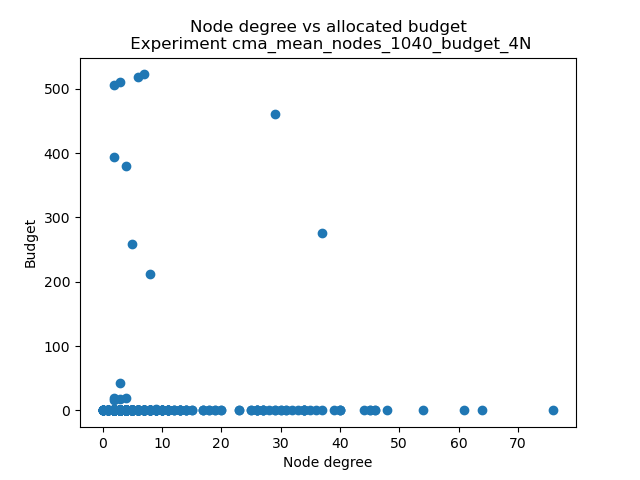 Node degree vs allocated budget
Experiment cma_mean_nodes_1040_budget_4N
500
400
300
200
100
0
Budget
0 10 20 30 40 50 60 70
Node degree